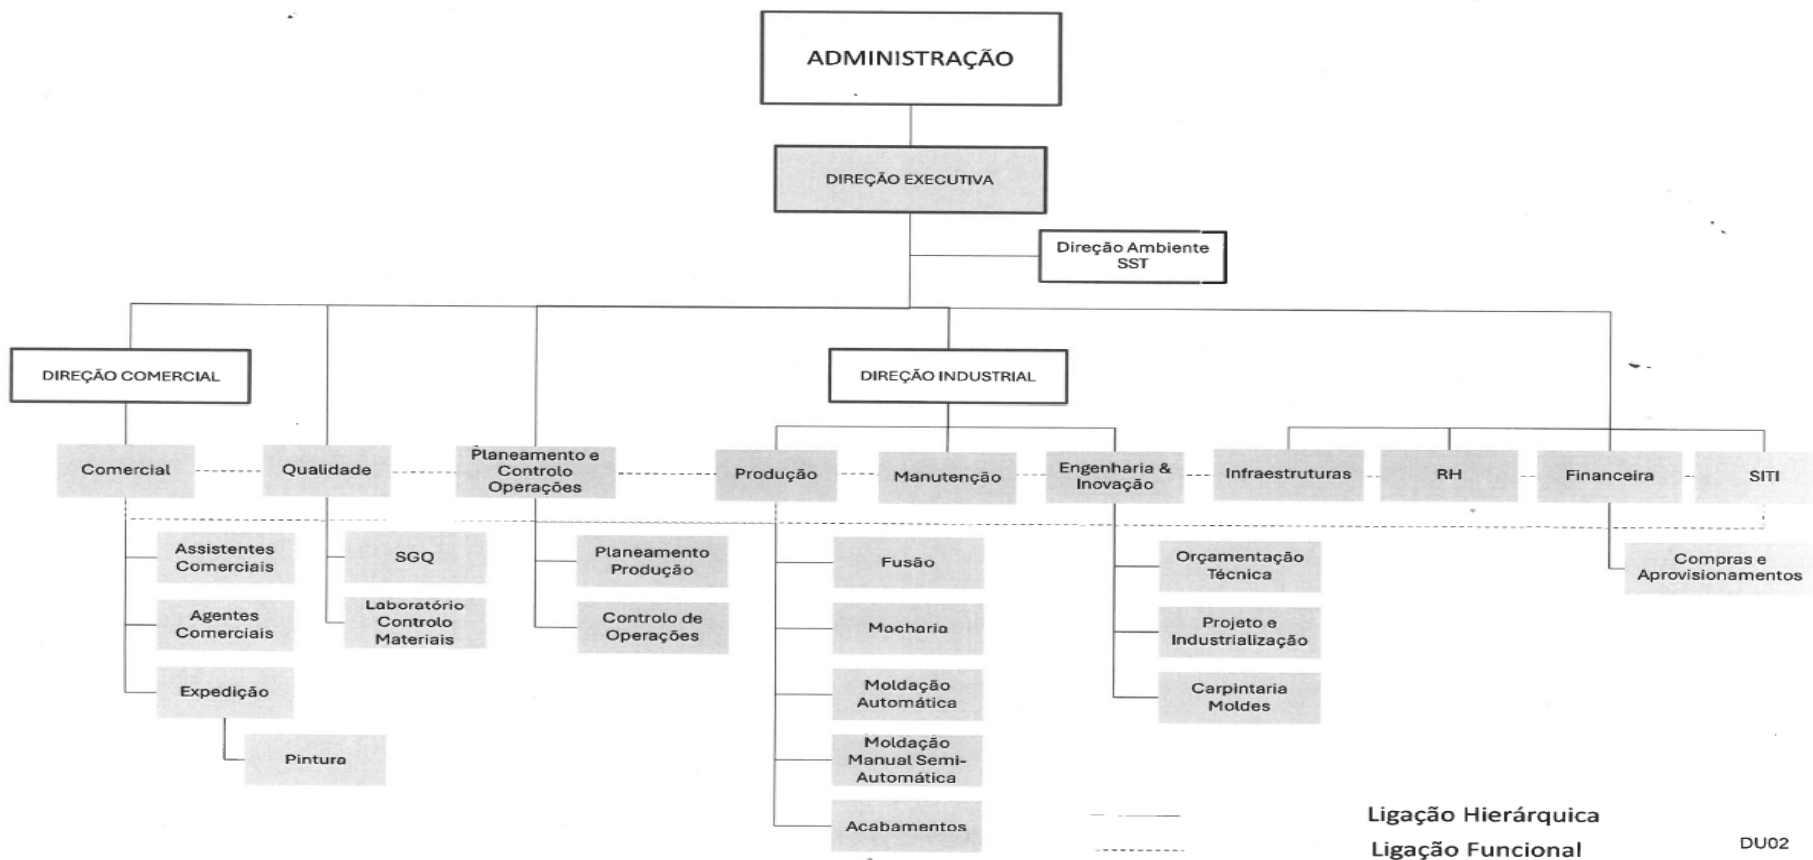 ADMINISTRAÇÃO
DIREÇÃO EXECUTIVA
Direção Ambiente
SST
DIREÇÃO COMERCIAL
DIREÇÃO INDUSTRIAL
Comercial
Qualidade
Planeamento e
Controlo
Operações
Produção
Manutenção
Engenharia &
Inovação
Infraestruturas
RH
Financeira
SITI
Assistentes
Comerciais
Agentes
Comerciais
Expedição
Pintura
SGQ
Laboratório
Controlo
Materiais
Planeamento
Produção
Controlo de
Operações
Fusão
Macharia
Moldação
Automática
Moldação
Manual Semi-
Automática
Acabamentos
Orçamentação
Técnica
Projeto e
Industrialização
Carpintaria
Moldes
Compras e
Aprovisionamentos
Ligação Hierárquica
Ligação Funcional
DU02